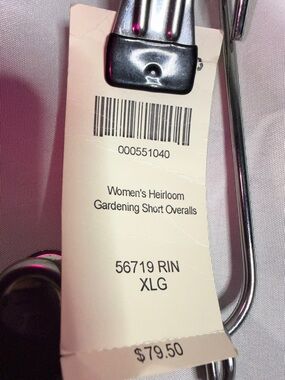 000551040
Women's Heirloom
Gardening Short Overalls
56719 RIN
XLG
$79.50